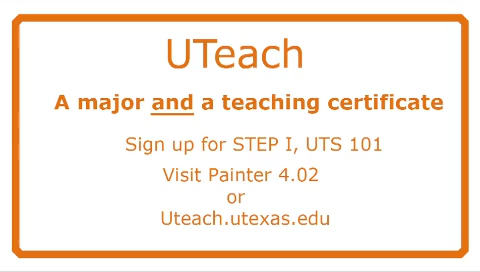 UTeach
A major and a teaching certificate
Sign up for STEP I, UTS 101
Visit Painter 4.02
or
Uteach.utexas.edu